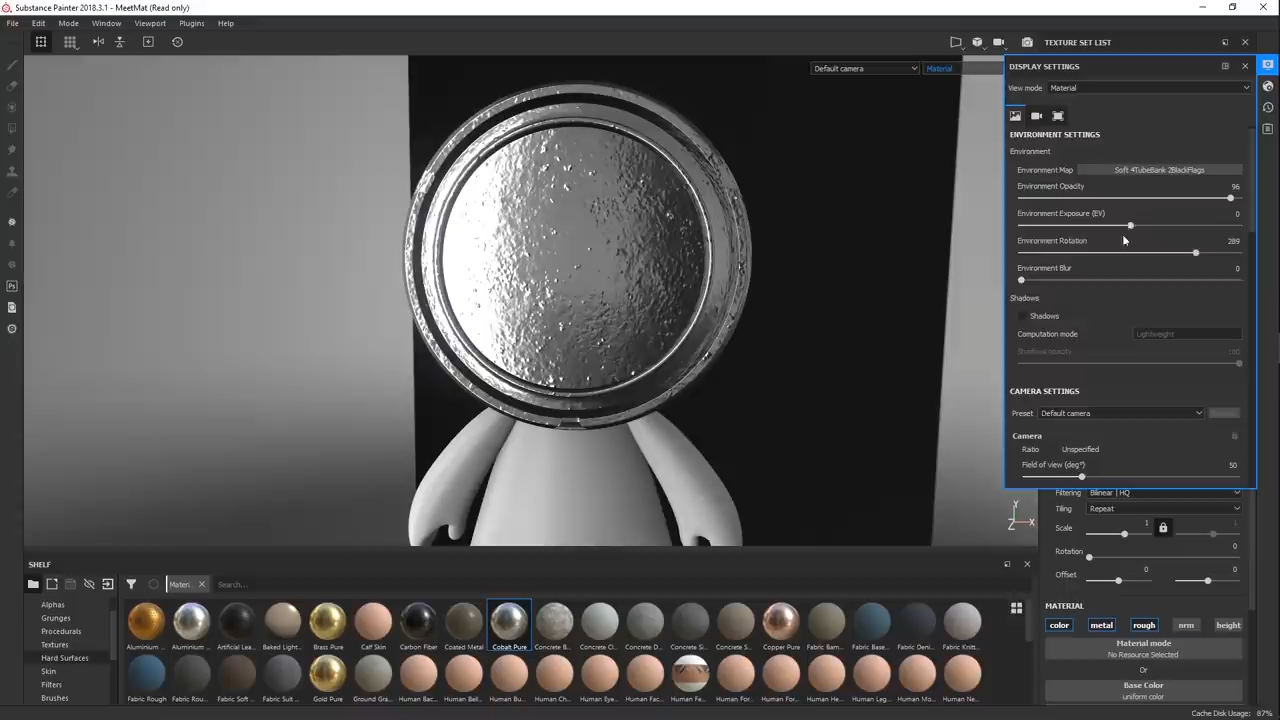 Substance Painter 2018.3.1 - MeetMat (Read only)
File Edit Mode Window Viewport Plugins Help
TEXTURE SET LIST
Default camera
Material
DISPLAY SETTINGS
View mode Material
ENVIRONMENT SETTINGS
Environment
Environment Map Soft 4TubeBank 2BlackFlags
Environment Opacity 96
Environment Exposure (EV) 0
Environment Rotation 289
Environment Blur 0
Shadows
Shadows
Computation mode Lightweight
Shadows opacity 100
CAMERA SETTINGS
Preset Default camera
Camera
Ratio Unspecified
Field of view (deg°) 50
Filtering Bilinear | HQ
Tiling Repeat
Scale 1 1
Rotation 0
Offset 0 0
MATERIAL
color metal rough nrm height
Material mode
No Resource Selected
Or
Base Color
uniform color
Y
Z X
Ps
SHELF
Materi... Search...
Alphas
Grunges
Procedurals
Textures
Hard Surfaces
Skin
Filters
Brushes
Aluminium ... Aluminium ... Artificial Lea... Baked Light... Brass Pure Calf Skin Carbon Fiber Coated Metal Cobalt Pure Concrete B... Concrete Cl... Concrete D... Concrete Si... Concrete S... Copper Pure Fabric Bam... Fabric Base... Fabric Deni... Fabric Knitt...
Fabric Rough Fabric Rou... Fabric Soft ... Fabric Suit ... Gold Pure Ground Gra... Human Bac... Human Bell... Human Bu... Human Ch... Human Eye... Human Fac... Human Fe... Human For... Human For... Human He... Human Leg... Human Mo... Human Ne...
Cache Disk Usage: 87%